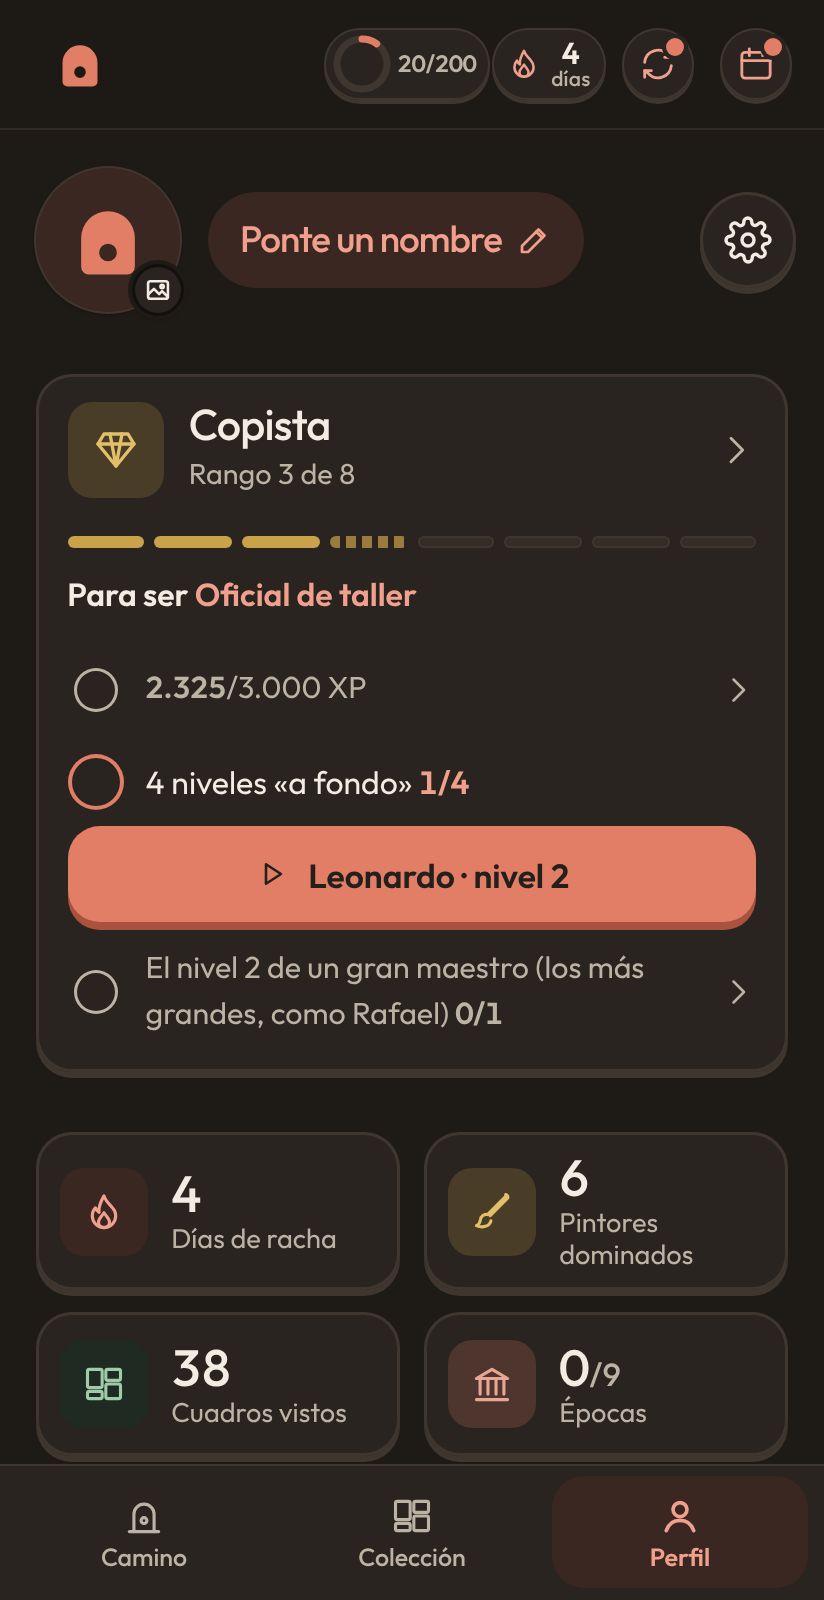 20/200
4
días
Ponte un nombre
Copista
Rango 3 de 8
Para ser Oficial de taller
2.325/3.000 XP
4 niveles «a fondo» 1/4
Leonardo · nivel 2
El nivel 2 de un gran maestro (los más
grandes, como Rafael) 0/1
4
Días de racha
6
Pintores
dominados
38
Cuadros vistos
0/9
Épocas
Camino
Colección
Perfil